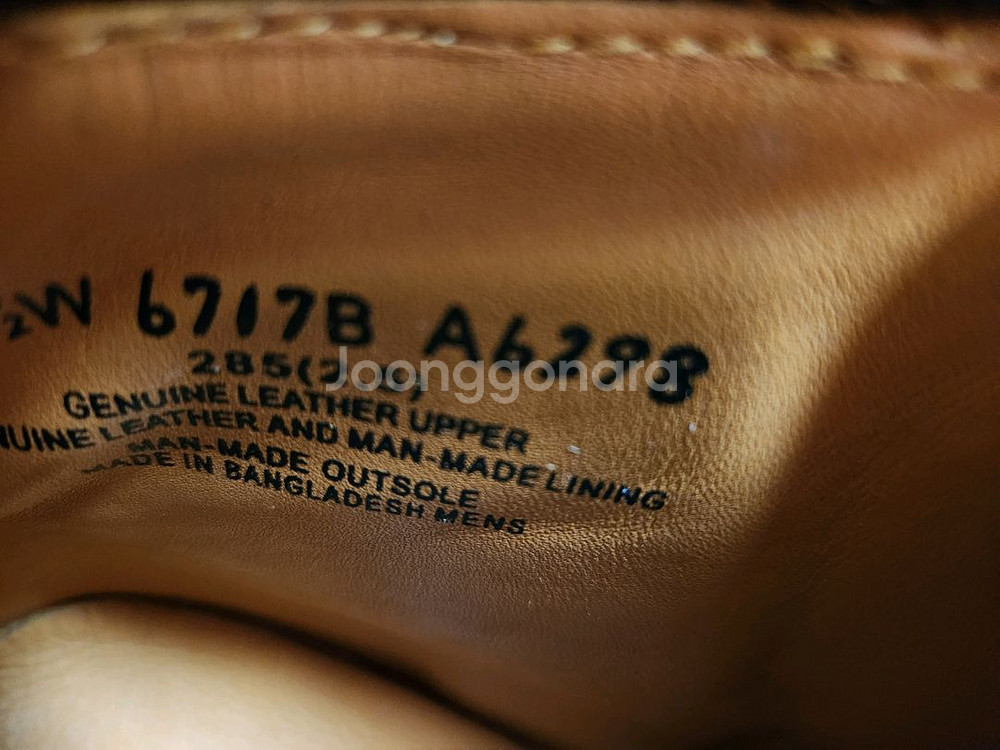 6717B A6298
285(
Joonggonara
GENUINE LEATHER UPPER
GENUINE LEATHER AND MAN-MADE LINING
MAN-MADE OUTSOLE
MADE IN BANGLADESH MENS